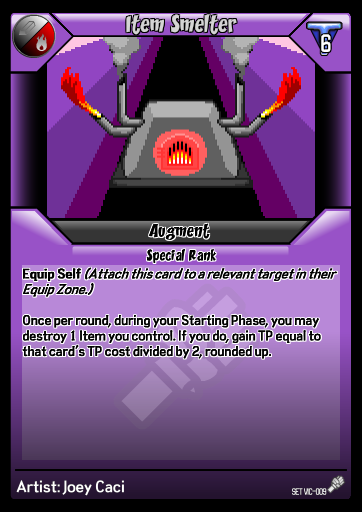 Item Smelter
6
Augment
Special Rank
Equip Self (Attach this card to a relevant target in their
Equip Zone.)
Once per round, during your Starting Phase, you may
destroy 1 Item you control. If you do, gain TP equal to
that card's TP cost divided by 2, rounded up.
Artist: Joey Caci
SET VIC-009